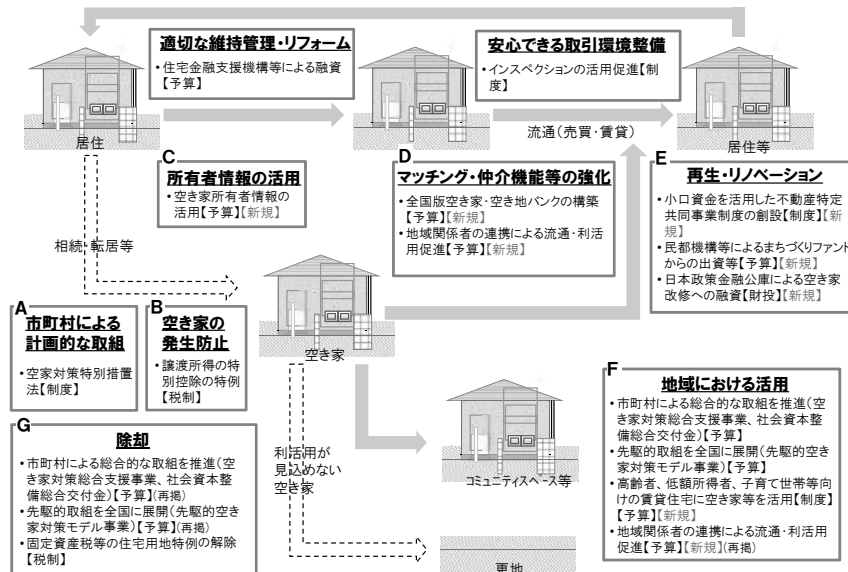 適切な維持管理・リフォーム
・住宅金融支援機構等による融資
【予算】
安心できる取引環境整備
・インスペクションの活用促進【制
度】
流通(売買・賃貸)
居住
居住等
C
所有者情報の活用
・空き家所有者情報の
活用【予算】【新規】
D
マッチング・仲介機能等の強化
・全国版空き家・空き地バンクの構築
【予算】【新規】
・地域関係者の連携による流通・利活
用促進【予算】【新規】
E
再生・リノベーション
・小口資金を活用した不動産特定
共同事業制度の創設【制度】【新
規】
・民都機構等によるまちづくりファンド
からの出資等【予算】【新規】
・日本政策金融公庫による空き家
改修への融資【財投】【新規】
相続・転居等
A
市町村による
計画的な取組
・空家対策特別措置
法【制度】
B
空き家の
発生防止
・譲渡所得の特
別控除の特例
【税制】
空き家
F
地域における活用
・市町村による総合的な取組を推進(空
き家対策総合支援事業、社会資本整
備総合交付金)【予算】
・先駆的取組を全国に展開(先駆的空き
家対策モデル事業)【予算】
・高齢者、低額所得者、子育て世帯等向
けの賃貸住宅に空き家等を活用【制度】
【予算】【新規】
・地域関係者の連携による流通・利活用
促進【予算】【新規】(再掲)
G
除却
・市町村による総合的な取組を推進(空
き家対策総合支援事業、社会資本整
備総合交付金)【予算】(再掲)
・先駆的取組を全国に展開(先駆的空き
家対策モデル事業)【予算】(再掲)
・固定資産税等の住宅用地特例の解除
【税制】
利活用が
見込めない
空き家
コミュニティスペース等
更地